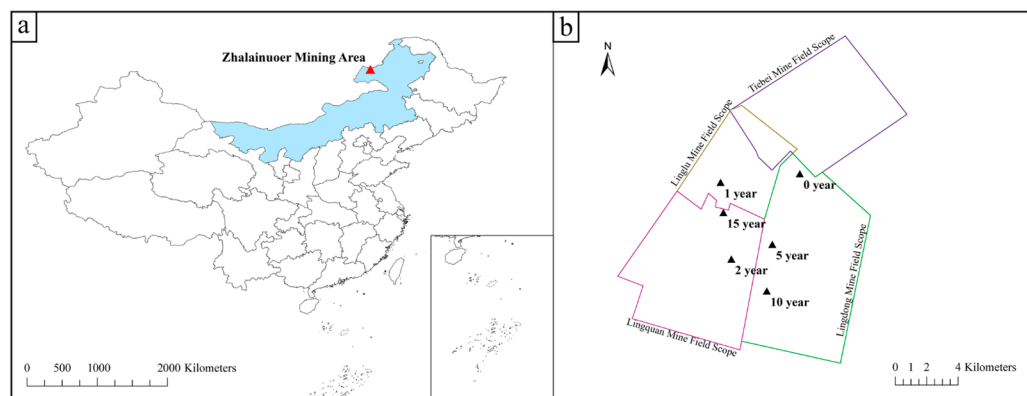 a
Zhalainuoer Mining Area
0 500 1000 2000 Kilometers
b
N
Tiebei Mine Field Scope
Linglu Mine Field Scope
0 year
1 year
15 year
5 year
2 year
10 year
Lingdong Mine Field Scope
Lingquan Mine Field Scope
0 1 2 4 Kilometers